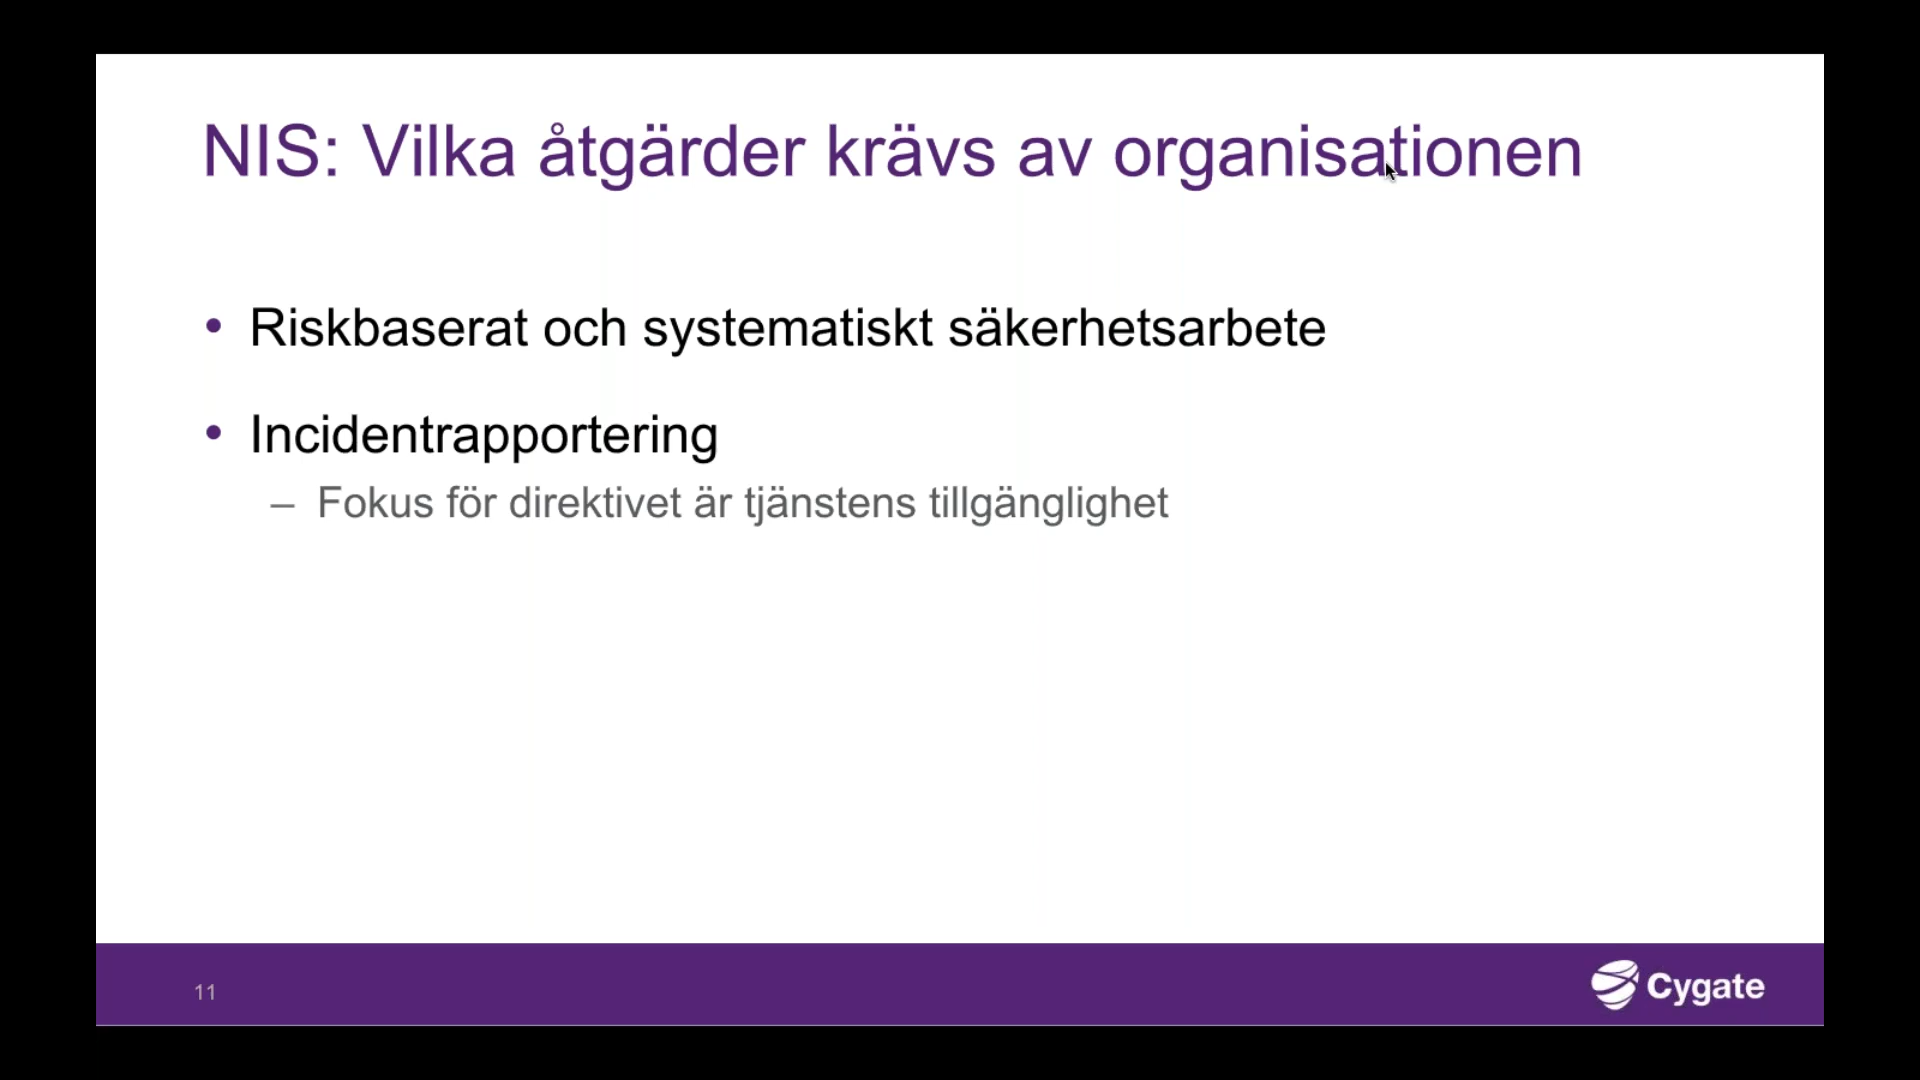 NIS: Vilka åtgärder krävs av organisationen
• Riskbaserat och systematiskt säkerhetsarbete
• Incidentrapportering
– Fokus för direktivet är tjänstens tillgänglighet
11
Cygate